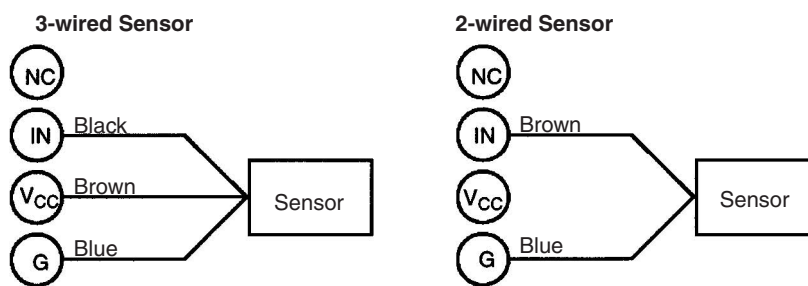 3-wired Sensor
NC
IN Black
VCC Brown
G Blue
Sensor
2-wired Sensor
NC
IN Brown
VCC
G Blue
Sensor